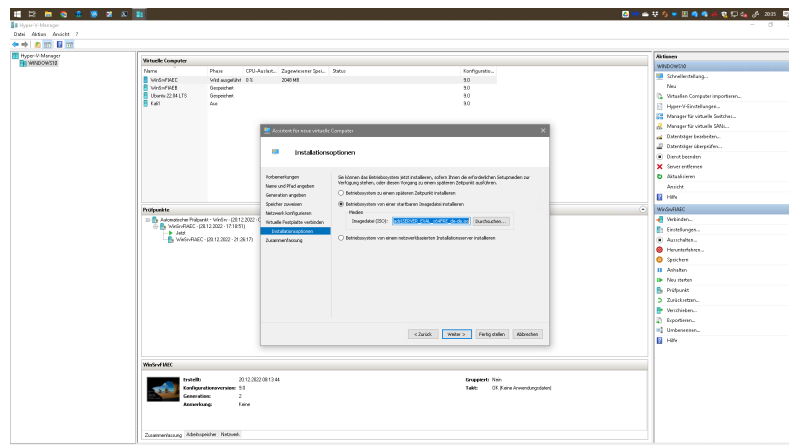 20:35
Hyper-V-Manager
Datei Aktion Ansicht ?
Hyper-V-Manager
WINDOWS10
Virtuelle Computer
Name Phase CPU-Auslast... Zugewiesener Spei... Status Konfiguratio...
WinSrvFIAEC Wird ausgeführt 0 % 2048 MB 9.0
WinSrvFIAEB Gespeichert 9.0
Ubuntu 22.04 LTS Gespeichert 9.0
Kali1 Aus 9.0
Prüfpunkte
Automatischer Prüfpunkt - WinSrv - (20.12.2022 -
WinSrvFIAEC - (20.12.2022 - 17:18:51)
Jetzt
WinSrvFIAEC - (20.12.2022 - 21:26:17)
Assistent für neue virtuelle Computer
Installationsoptionen
Vorbemerkungen
Name und Pfad angeben
Generation angeben
Speicher zuweisen
Netzwerk konfigurieren
Virtuelle Festplatte verbinden
Installationsoptionen
Zusammenfassung
Sie können das Betriebssystem jetzt installieren, sofern Ihnen die erforderlichen Setupmedien zur
Verfügung stehen, oder diesen Vorgang zu einem späteren Zeitpunkt ausführen.
Betriebssystem zu einem späteren Zeitpunkt installieren
Betriebssystem von einer startbaren Imagedatei installieren
Medien
Imagedatei (ISO): Durchsuchen...
Betriebssystem von einem netzwerkbasierten Installationsserver installieren
< Zurück Weiter > Fertig stellen Abbrechen
WinSrvFIAEC
Erstellt: 20.12.2022 08:13:44
Konfigurationsversion: 9.0
Generation: 2
Anmerkung: Keine
Gruppiert: Nein
Takt: OK (Keine Anwendungsdaten)
Zusammenfassung Arbeitsspeicher Netzwerk
Aktionen
WINDOWS10
Schnellerstellung...
Neu
Virtuellen Computer importieren...
Hyper-V-Einstellungen...
Manager für virtuelle Switches...
Manager für virtuelle SANs...
Datenträger bearbeiten...
Datenträger überprüfen...
Dienst beenden
Server entfernen
Aktualisieren
Ansicht
Hilfe
WinSrvFIAEC
Verbinden...
Einstellungen...
Ausschalten...
Herunterfahren...
Speichern
Anhalten
Neu starten
Prüfpunkt
Zurücksetzen...
Verschieben...
Exportieren...
Umbenennen...
Hilfe